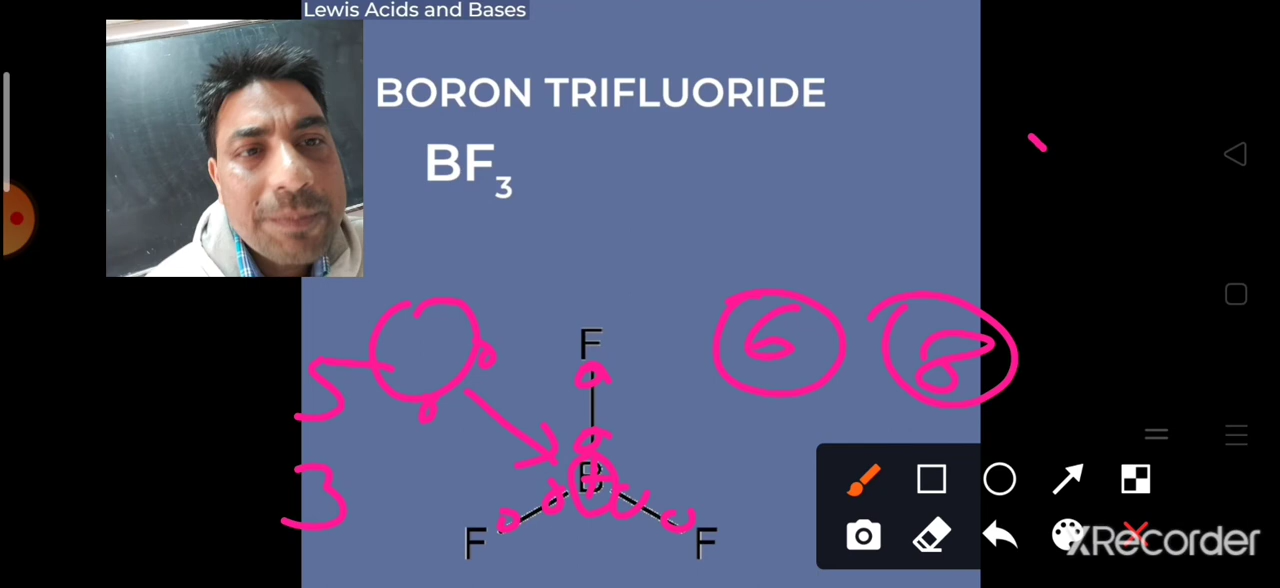 Lewis Acids and Bases
BORON TRIFLUORIDE
BF₃
F
6 8
5
B
3
F F
XRecorder